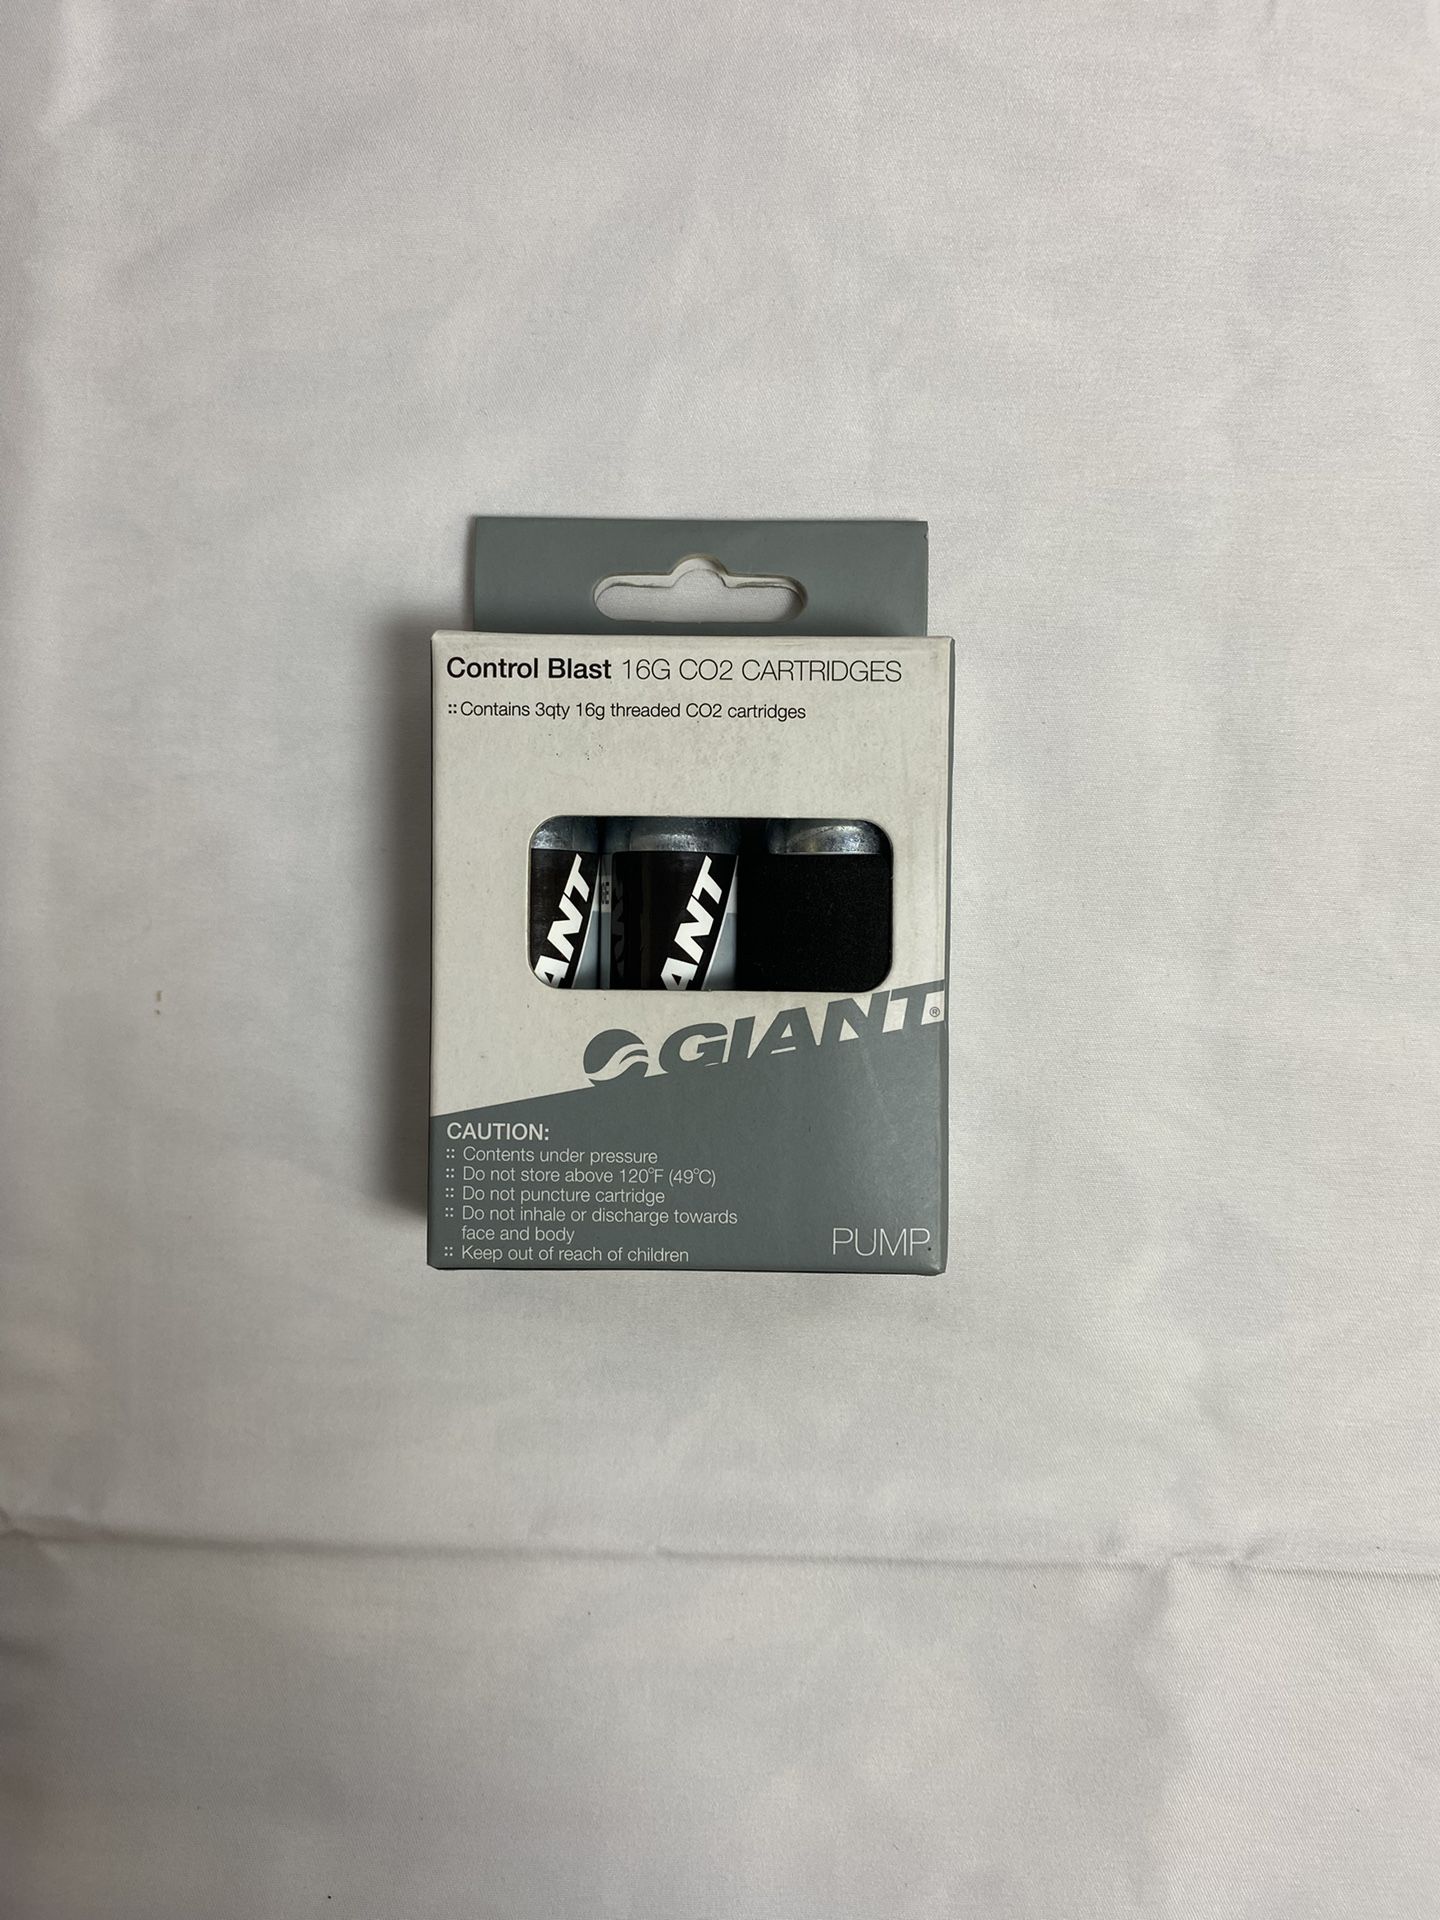 Control Blast 16G CO2 CARTRIDGES
:: Contains 3qty 16g threaded CO2 cartridges
ANT
ANT
GIANT®
CAUTION:
:: Contents under pressure
:: Do not store above 120°F (49°C)
:: Do not puncture cartridge
:: Do not inhale or discharge towards
face and body
:: Keep out of reach of children
PUMP